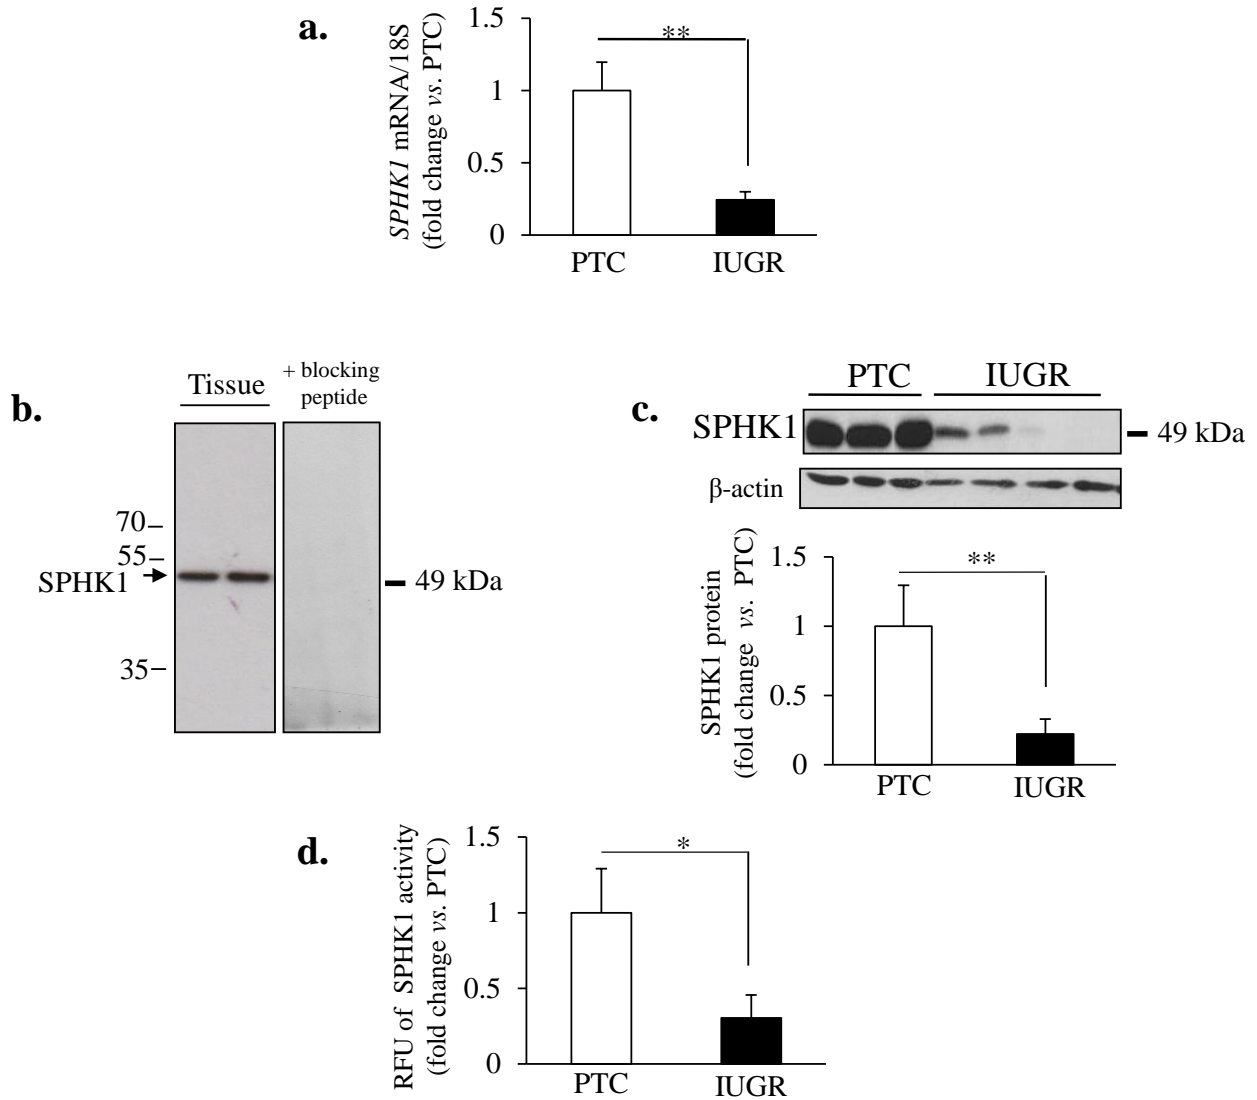 a.
SPHK1 mRNA/18S
(fold change vs. PTC)
1.5
1
0.5
0
**
PTC IUGR
b.
Tissue
+ blocking
peptide
70
55
SPHK1
35
49 kDa
c.
PTC IUGR
SPHK1
49 kDa
β-actin
SPHK1 protein
(fold change vs. PTC)
1.5
1
0.5
0
**
PTC IUGR
d.
RFU of SPHK1 activity
(fold change vs. PTC)
1.5
1
0.5
0
*
PTC IUGR